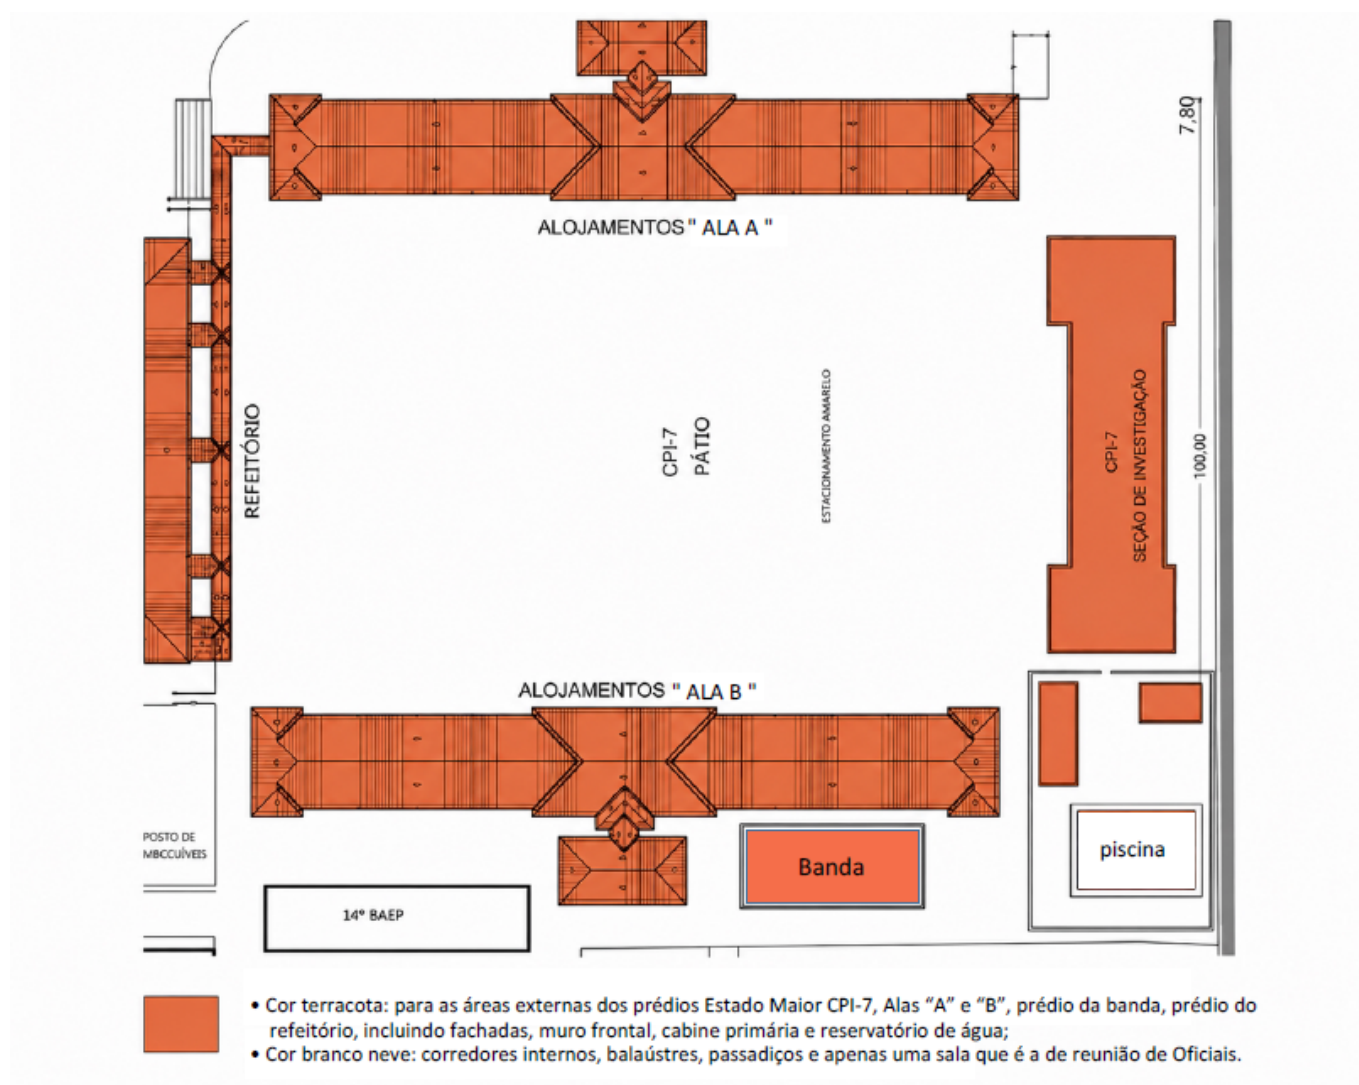 7,80
ALOJAMENTOS " ALA A "
REFEITÓRIO
CPI-7
PÁTIO
ESTACIONAMENTO AMARELO
CPI-7
SEÇÃO DE INVESTIGAÇÃO
100,00
ALOJAMENTOS " ALA B "
POSTO DE
MBCCUÍVEIS
14º BAEP
Banda
piscina
• Cor terracota: para as áreas externas dos prédios Estado Maior CPI-7, Alas “A” e “B”, prédio da banda, prédio do
refeitório, incluindo fachadas, muro frontal, cabine primária e reservatório de água;
• Cor branco neve: corredores internos, balaústres, passadiços e apenas uma sala que é a de reunião de Oficiais.